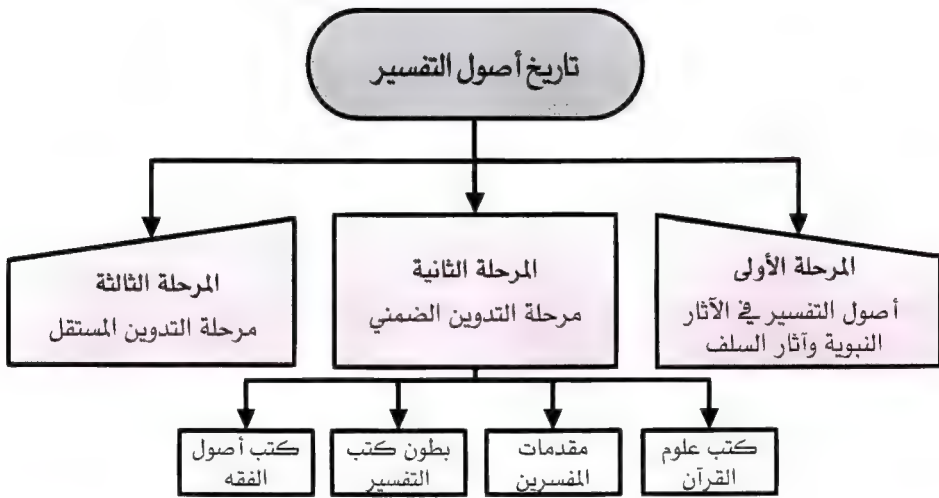 تاريخ أصول التفسير
المرحلة الأولى
أصول التفسير في الآثار
النبوية وآثار السلف
المرحلة الثانية
مرحلة التدوين الضمني
المرحلة الثالثة
مرحلة التدوين المستقل
كتب علوم
القرآن
مقدمات
المفسرين
بطون كتب
التفسير
كتب أصول
الفقه